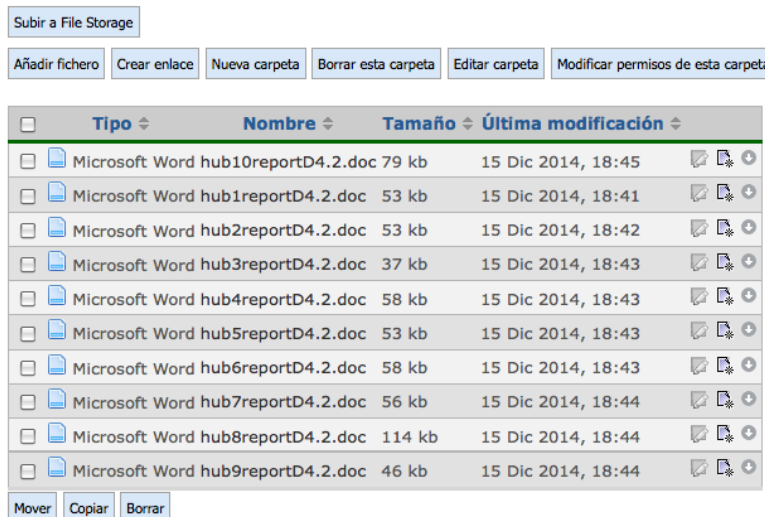 Subir a File Storage
Añadir fichero Crear enlace Nueva carpeta Borrar esta carpeta Editar carpeta Modificar permisos de esta carpeta
Tipo Nombre Tamaño Última modificación
Microsoft Word hub10reportD4.2.doc 79 kb 15 Dic 2014, 18:45
Microsoft Word hub1reportD4.2.doc 53 kb 15 Dic 2014, 18:41
Microsoft Word hub2reportD4.2.doc 53 kb 15 Dic 2014, 18:42
Microsoft Word hub3reportD4.2.doc 37 kb 15 Dic 2014, 18:43
Microsoft Word hub4reportD4.2.doc 58 kb 15 Dic 2014, 18:43
Microsoft Word hub5reportD4.2.doc 53 kb 15 Dic 2014, 18:43
Microsoft Word hub6reportD4.2.doc 58 kb 15 Dic 2014, 18:43
Microsoft Word hub7reportD4.2.doc 56 kb 15 Dic 2014, 18:44
Microsoft Word hub8reportD4.2.doc 114 kb 15 Dic 2014, 18:44
Microsoft Word hub9reportD4.2.doc 46 kb 15 Dic 2014, 18:44
Mover Copiar Borrar